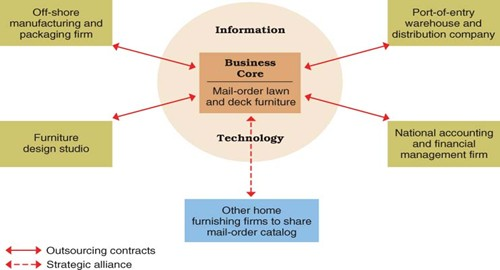 Off-shore
manufacturing and
packaging firm
Information
Port-of-entry
warehouse and
distribution company
Business
Core
Mail-order lawn
and deck furniture
Furniture
design studio
Technology
National accounting
and financial
management firm
Other home
furnishing firms to share
mail-order catalog
Outsourcing contracts
Strategic alliance